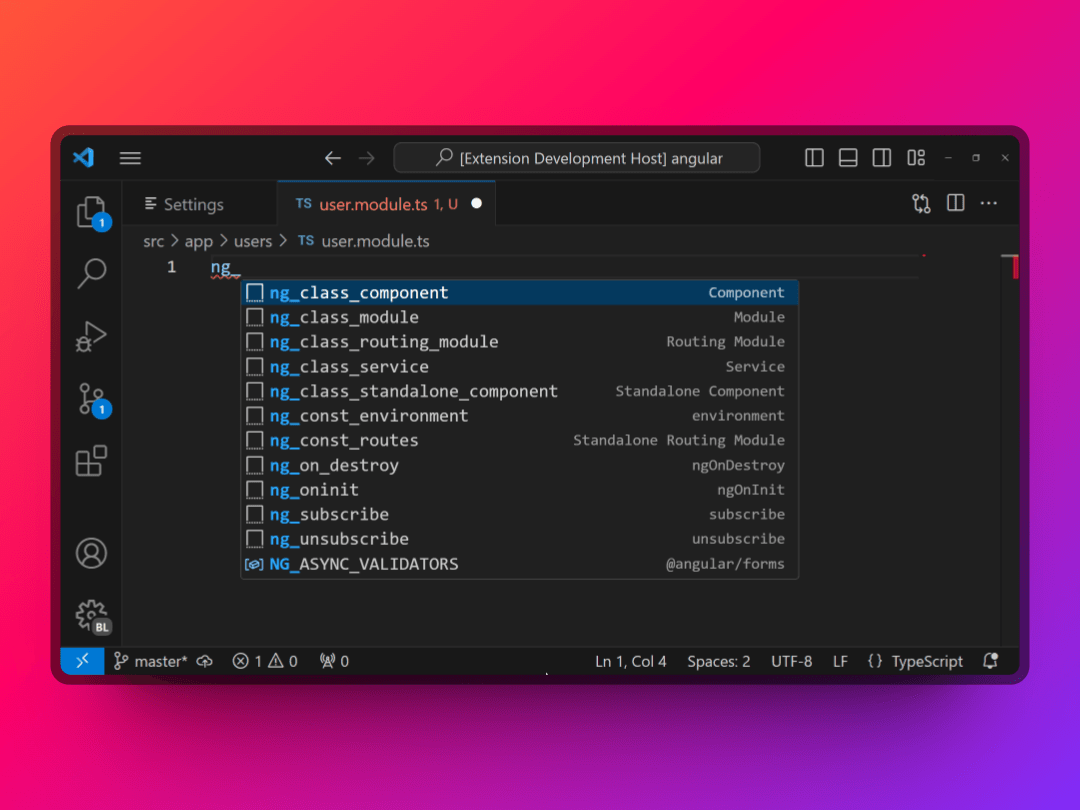 [Extension Development Host] angular
Settings
TS user.module.ts 1, U
1
src > app > users > TS user.module.ts
1 ng_
ng_class_component Component
ng_class_module Module
ng_class_routing_module Routing Module
ng_class_service Service
ng_class_standalone_component Standalone Component
ng_const_environment environment
ng_const_routes Standalone Routing Module
1
ng_on_destroy ngOnDestroy
ng_oninit ngOnInit
ng_subscribe subscribe
ng_unsubscribe unsubscribe
NG_ASYNC_VALIDATORS @angular/forms
BL
master* 1 0 0 Ln 1, Col 4 Spaces: 2 UTF-8 LF {} TypeScript